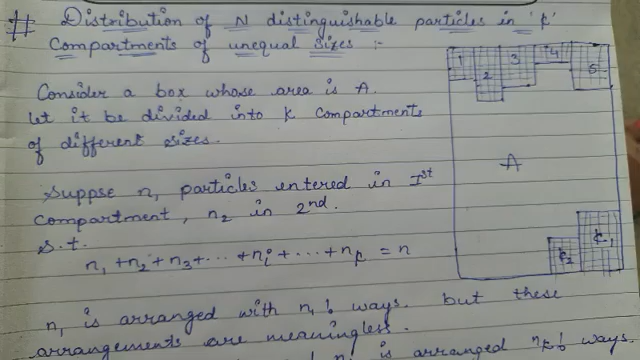 # Distribution of N distinguishable particles in 'k'
Compartments of unequal sizes :-
Consider a box whose area is A.
Let it be divided into K compartments
of different sizes.
Suppse n₁ particles entered in Iˢᵗ
compartment, n₂ in 2ⁿᵈ.
s.t.
n₁ + n₂ + n₃ + ... + nᵢ + ... + nₖ = n
n₁ is arranged with n₁! ways. but these
arrangements are meaningless.
is arranged nₖ! ways.
1 2 3 4 5
A